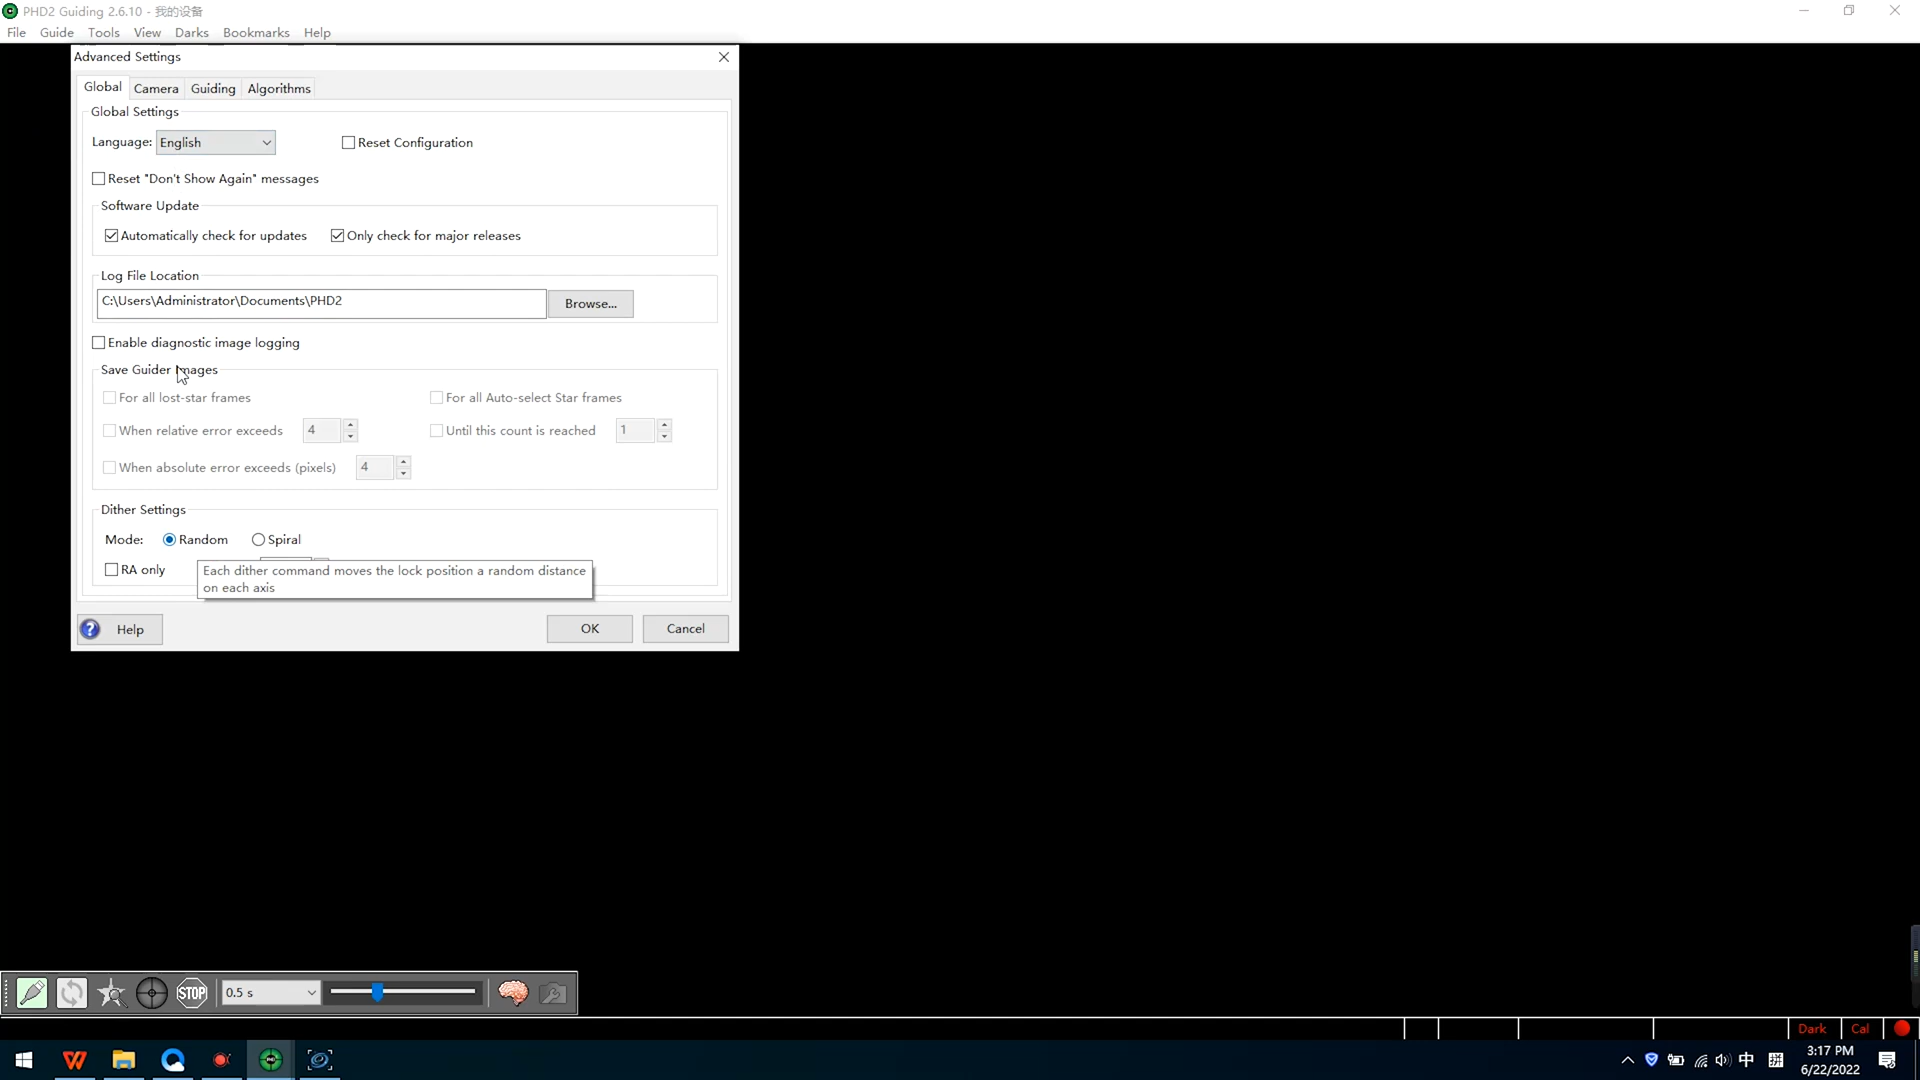 PHD2 Guiding 2.6.10 - 我的设备
File Guide Tools View Darks Bookmarks Help
Advanced Settings
Global Camera Guiding Algorithms
Global Settings
Language: English Reset Configuration
Reset "Don't Show Again" messages
Software Update
Automatically check for updates Only check for major releases
Log File Location
C:\Users\Administrator\Documents\PHD2 Browse...
Enable diagnostic image logging
Save Guider Images
For all lost-star frames For all Auto-select Star frames
When relative error exceeds 4 Until this count is reached 1
When absolute error exceeds (pixels) 4
Dither Settings
Mode: Random Spiral
RA only
Each dither command moves the lock position a random distance
on each axis
? Help OK Cancel
STOP 0.5 s
Dark Cal
中 拼 3:17 PM
6/22/2022